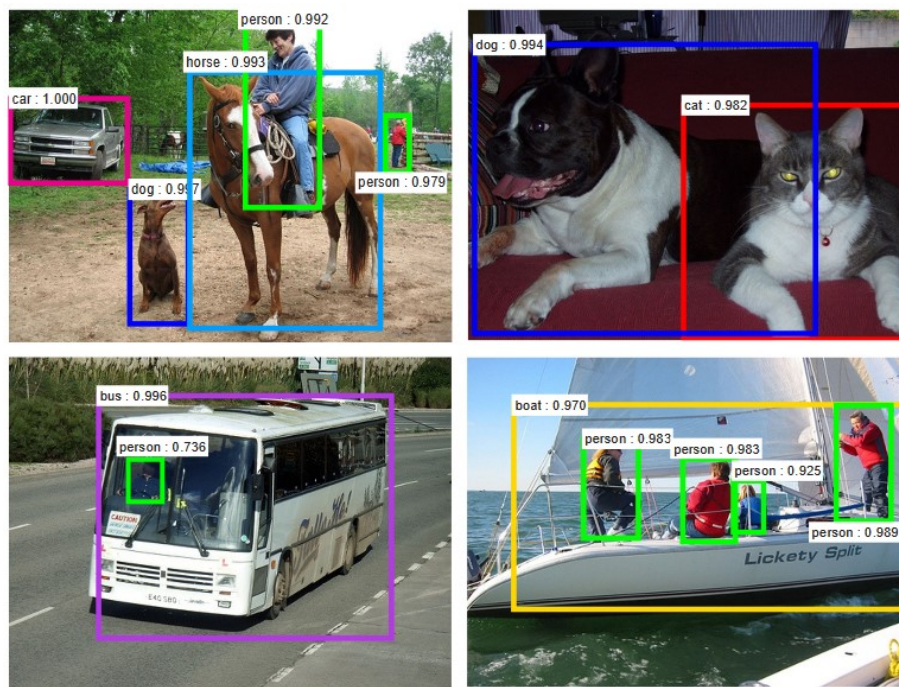 person : 0.992
horse : 0.993
car : 1.000
dog : 0.997
person : 0.979
dog : 0.994
cat : 0.982
bus : 0.996
person : 0.736
CAUTION
L
L
E4C SBG
boat : 0.970
person : 0.983
person : 0.983
person : 0.925
person : 0.989
Lickety Split